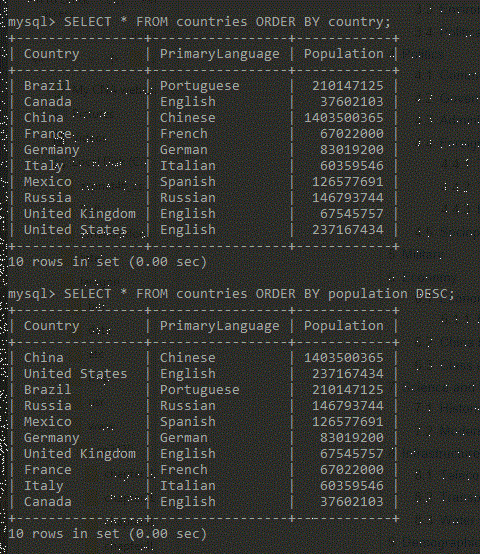 mysql> SELECT * FROM countries ORDER BY country;
+----------------+-----------------+------------+
| Country        | PrimaryLanguage | Population |
+----------------+-----------------+------------+
| Brazil         | Portuguese      |  210147125 |
| Canada         | English         |   37602103 |
| China          | Chinese         | 1403500365 |
| France         | French          |   67022000 |
| Germany        | German          |   83019200 |
| Italy          | Italian         |   60359546 |
| Mexico         | Spanish         |  126577691 |
| Russia         | Russian         |  146793744 |
| United Kingdom | English         |   67545757 |
| United States  | English         |  237167434 |
+----------------+-----------------+------------+
10 rows in set (0.00 sec)
mysql> SELECT * FROM countries ORDER BY population DESC;
+----------------+-----------------+------------+
| Country        | PrimaryLanguage | Population |
+----------------+-----------------+------------+
| China          | Chinese         | 1403500365 |
| United States  | English         |  237167434 |
| Brazil         | Portuguese      |  210147125 |
| Russia         | Russian         |  146793744 |
| Mexico         | Spanish         |  126577691 |
| Germany        | German          |   83019200 |
| United Kingdom | English         |   67545757 |
| France         | French          |   67022000 |
| Italy          | Italian         |   60359546 |
| Canada         | English         |   37602103 |
+----------------+-----------------+------------+
10 rows in set (0.00 sec)